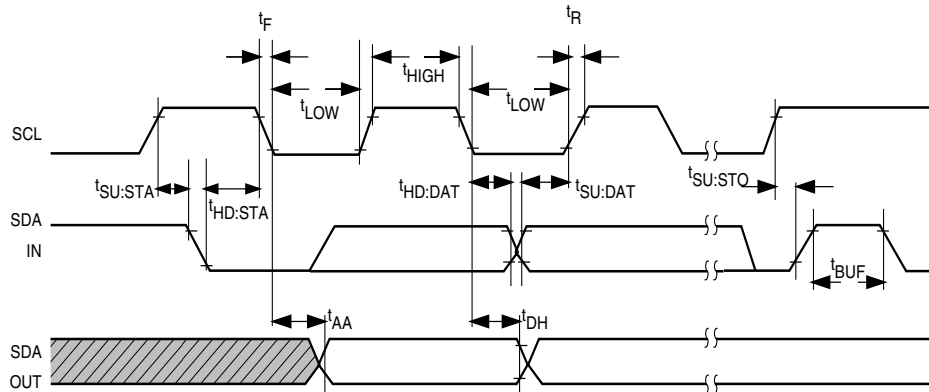 tF
tR
tHIGH
tLOW
tLOW
SCL
tSU:STA
tHD:STA
tHD:DAT
tSU:DAT
tSU:STO
SDA
IN
tBUF
tAA
tDH
SDA
OUT